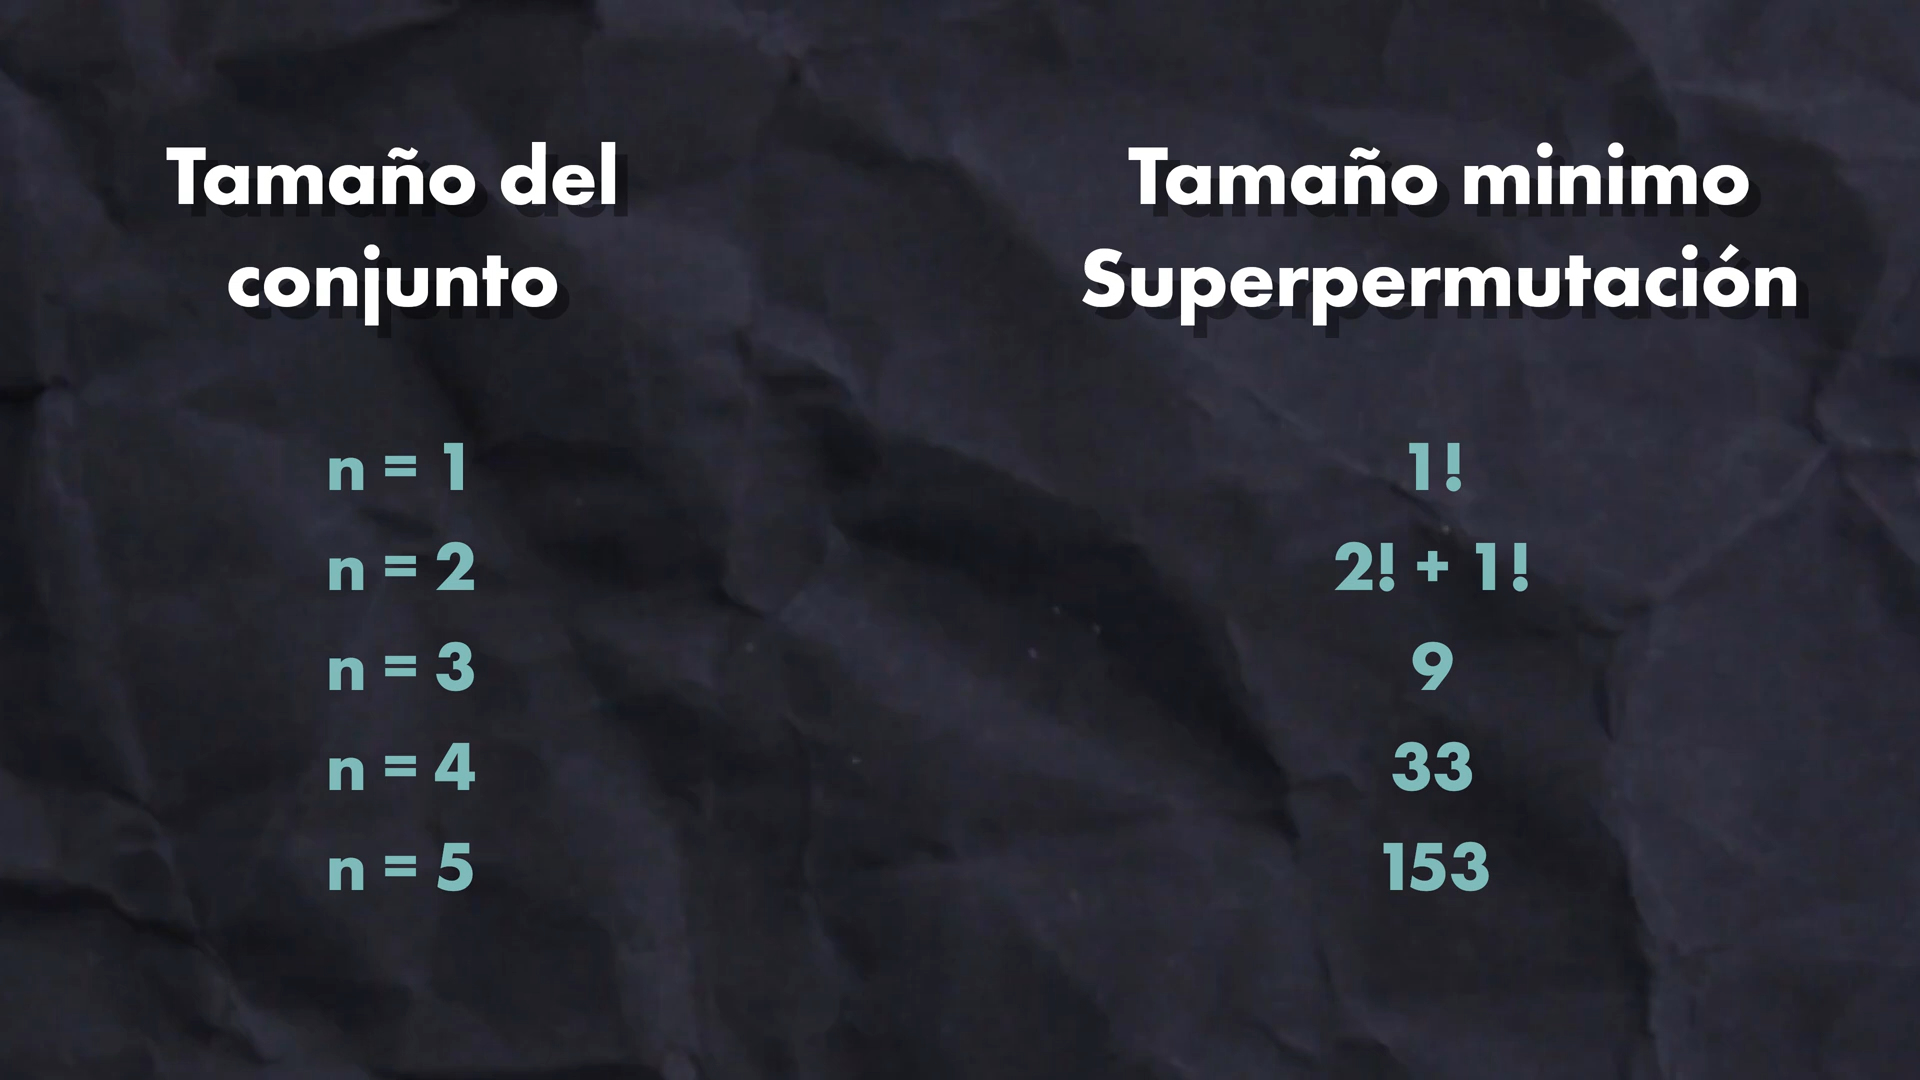 Tamaño del
conjunto
Tamaño minimo
Superpermutación
n = 1
1!
n = 2
2! + 1!
n = 3
9
n = 4
33
n = 5
153